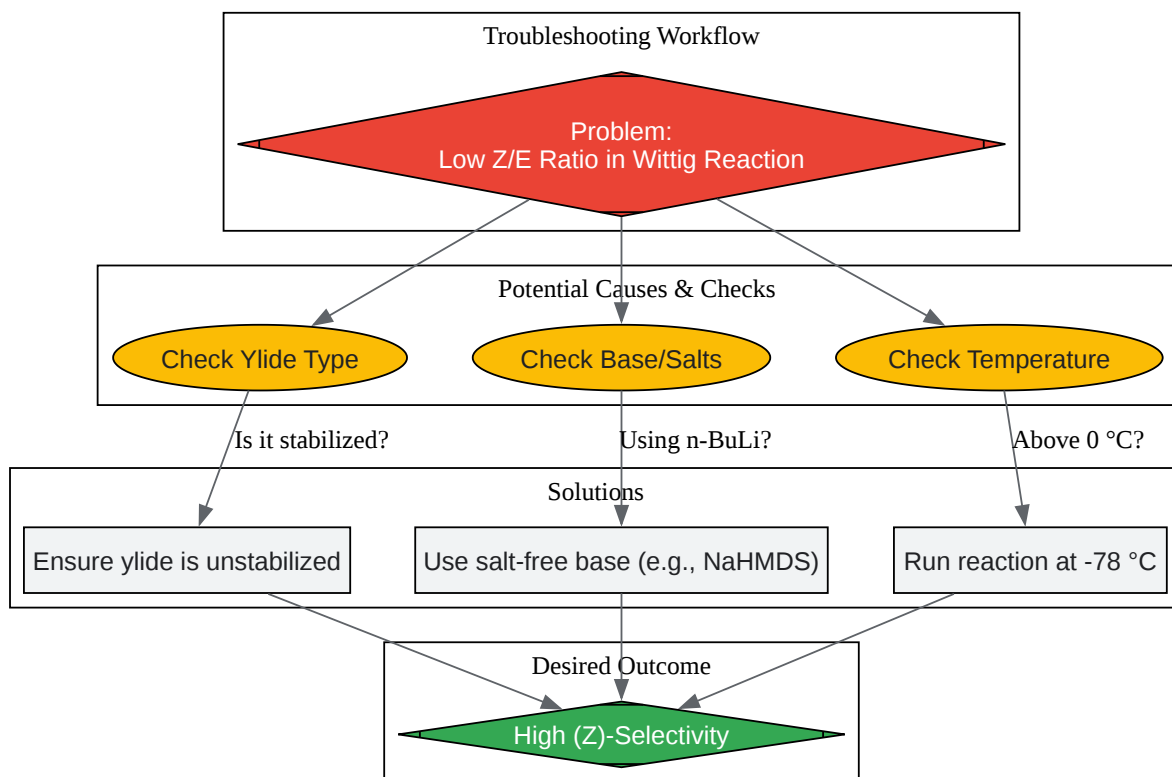 Troubleshooting Workflow
Problem:
Low Z/E Ratio in Wittig Reaction
Potential Causes & Checks
Check Ylide Type
Check Base/Salts
Check Temperature
Is it stabilized?
Using n-BuLi?
Above 0 °C?
Solutions
Ensure ylide is unstabilized
Use salt-free base (e.g., NaHMDS)
Run reaction at -78 °C
Desired Outcome
High (Z)-Selectivity